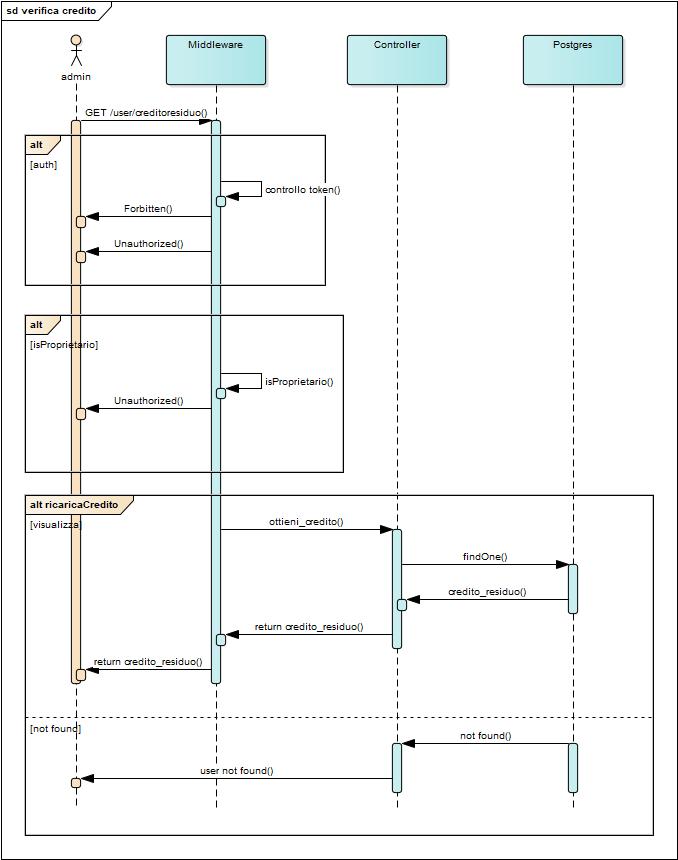 sd verifica credito
admin
Middleware
Controller
Postgres
GET /user/creditoresiduo()
alt
[auth]
controllo token()
Forbitten()
Unauthorized()
alt
[isProprietario]
isProprietario()
Unauthorized()
alt ricaricaCredito
[visualizza]
ottieni_credito()
findOne()
credito_residuo()
return credito_residuo()
return credito_residuo()
[not found]
not found()
user not found()